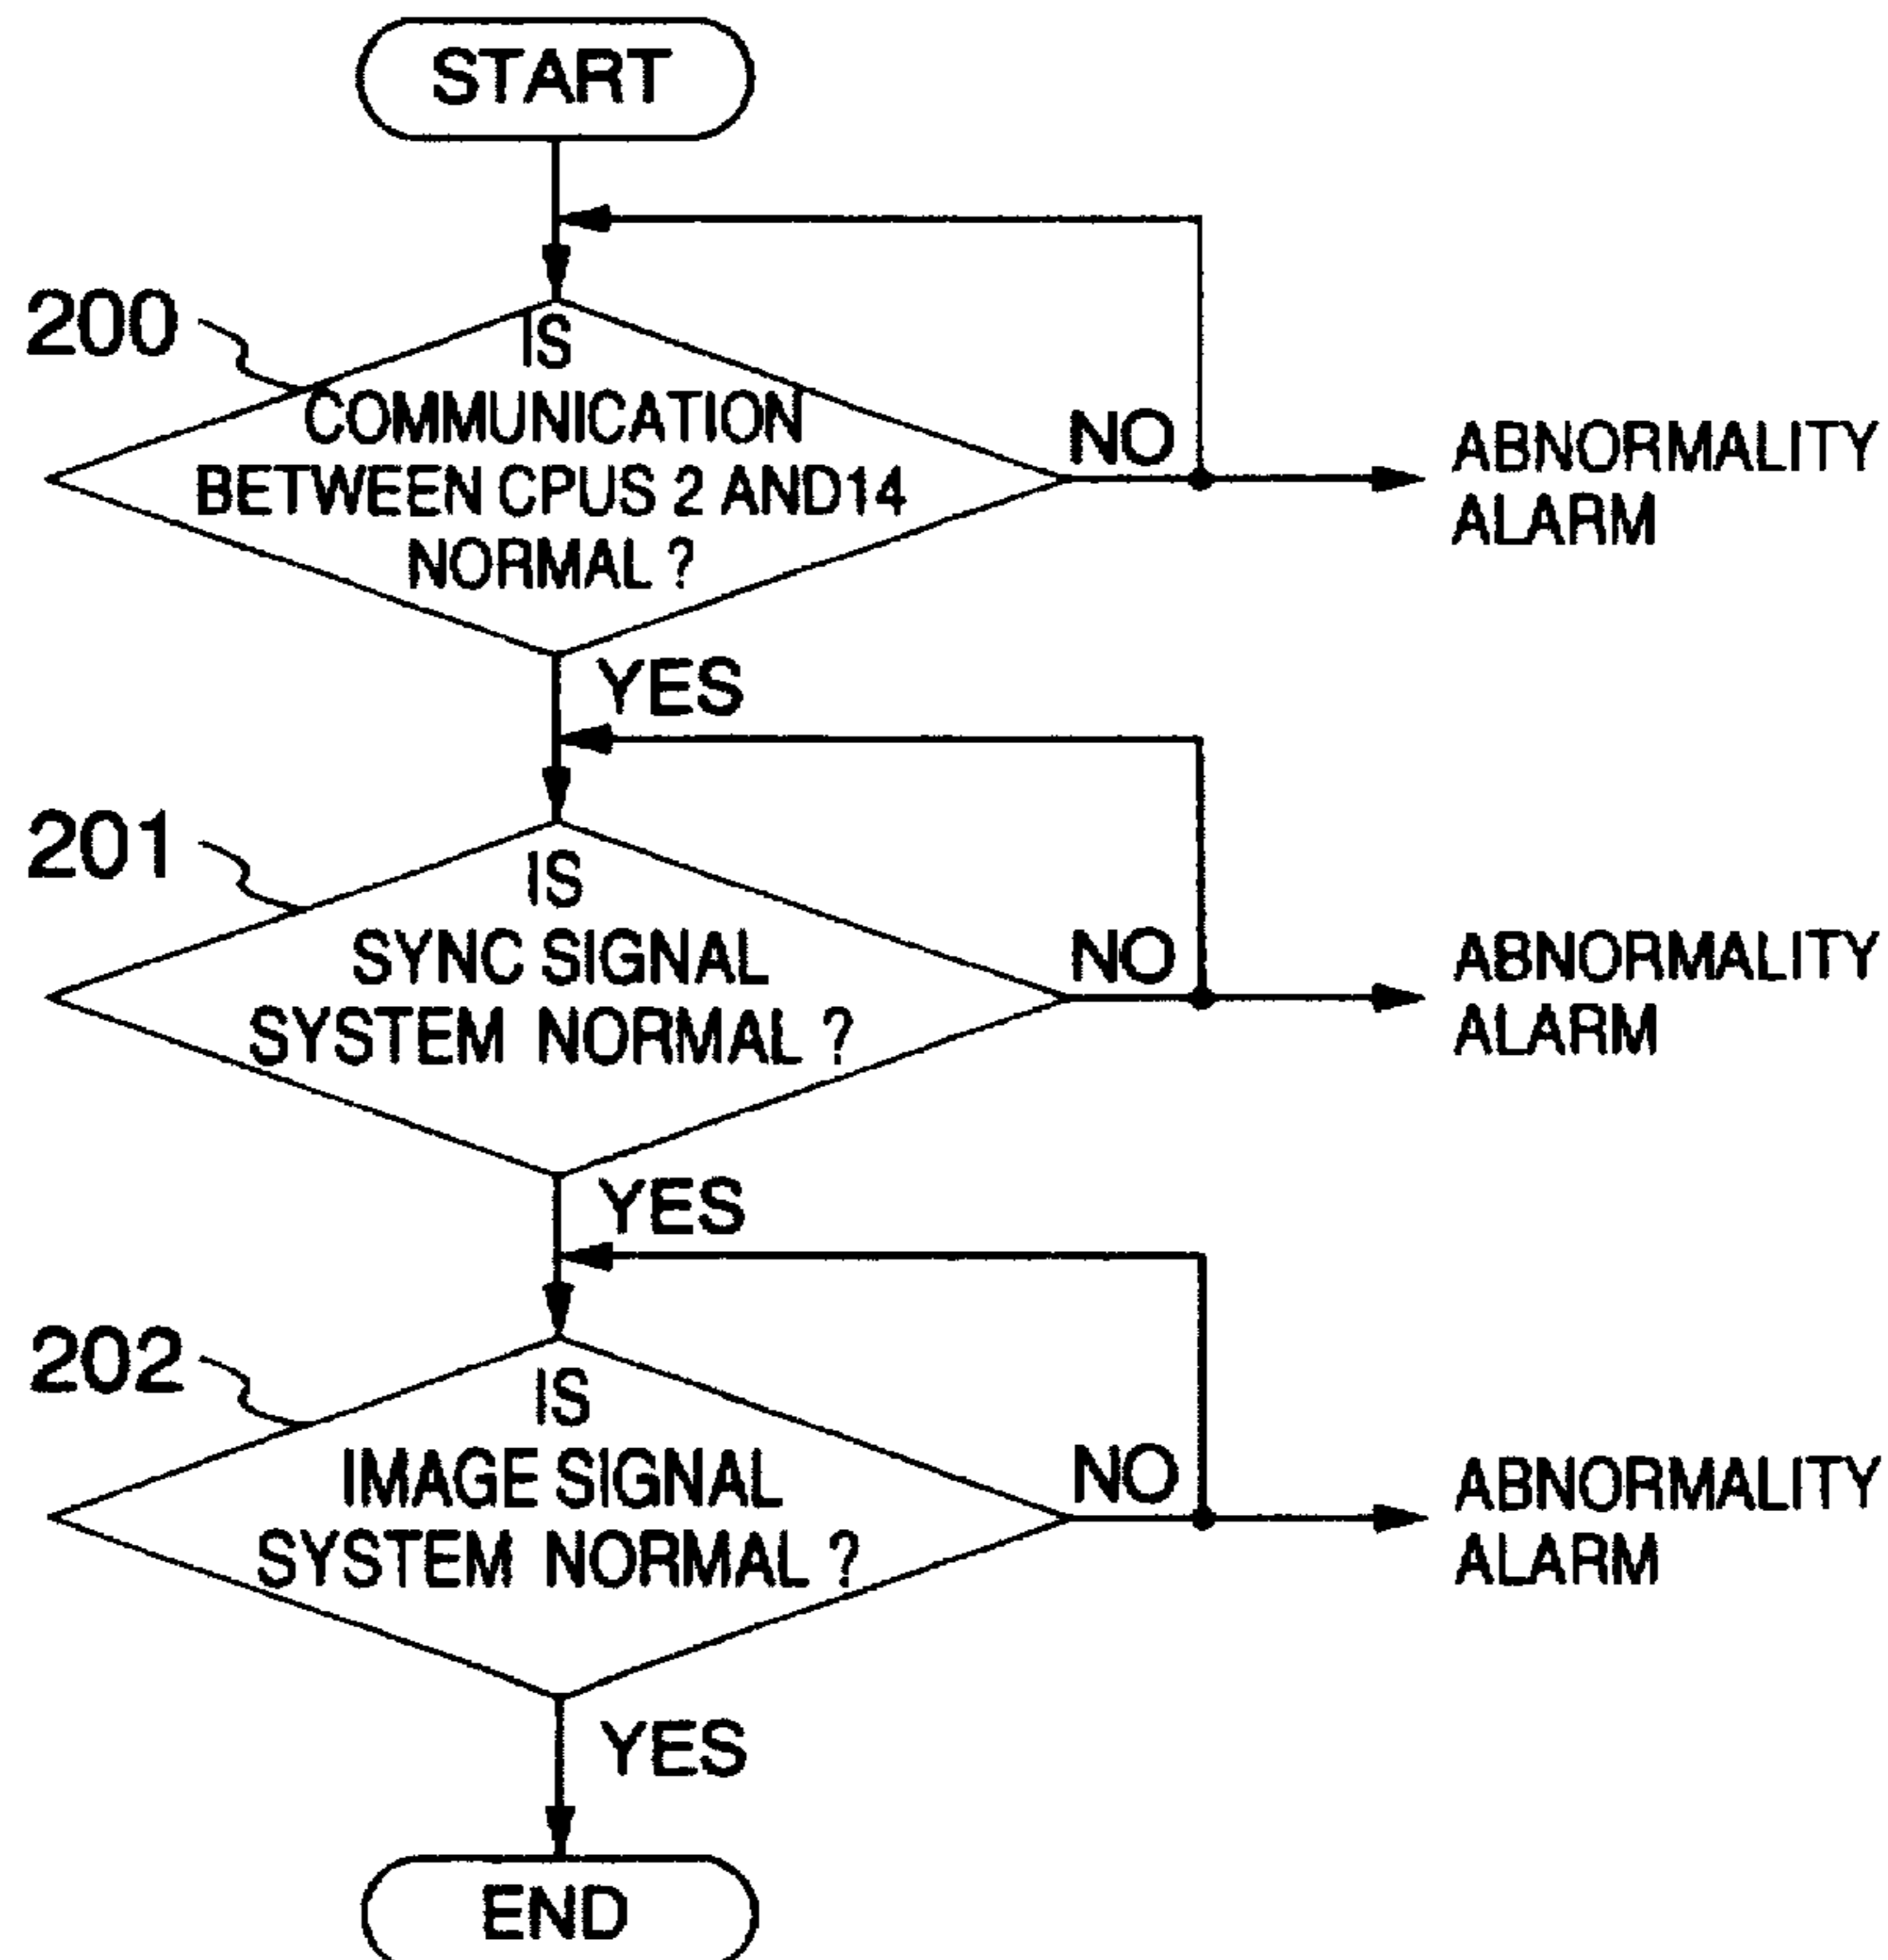 START
200
IS
COMMUNICATION
BETWEEN CPUS 2 AND14
NORMAL ?
NO
ABNORMALITY
ALARM
YES
201
IS
SYNC SIGNAL
SYSTEM NORMAL ?
NO
ABNORMALITY
ALARM
YES
202
IS
IMAGE SIGNAL
SYSTEM NORMAL ?
NO
ABNORMALITY
ALARM
YES
END